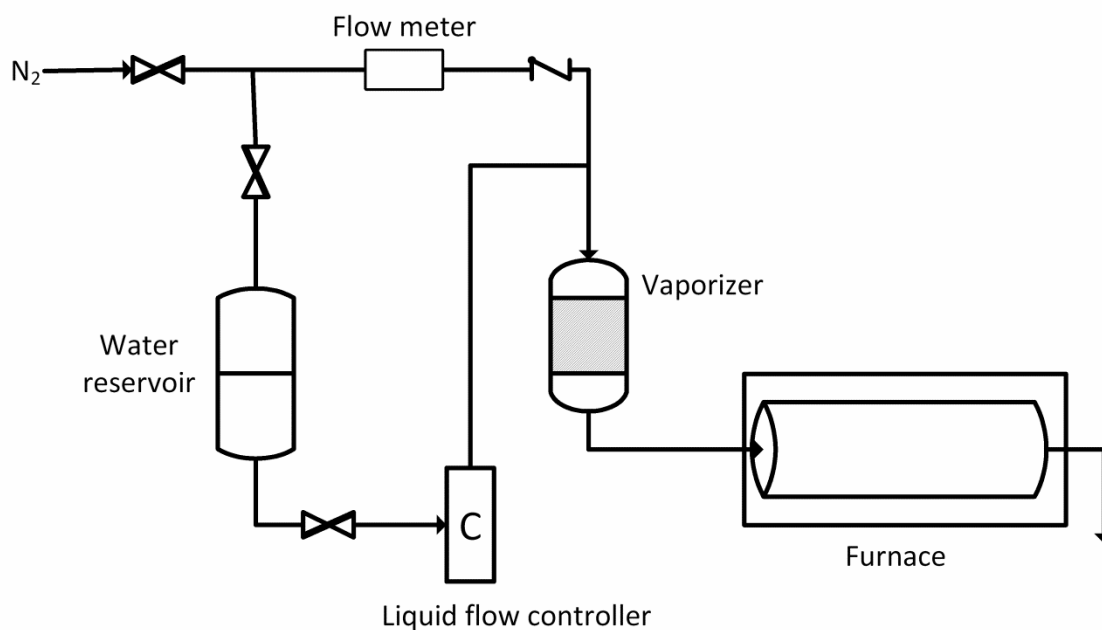 Flow meter
N₂
Vaporizer
Water
reservoir
C
Furnace
Liquid flow controller